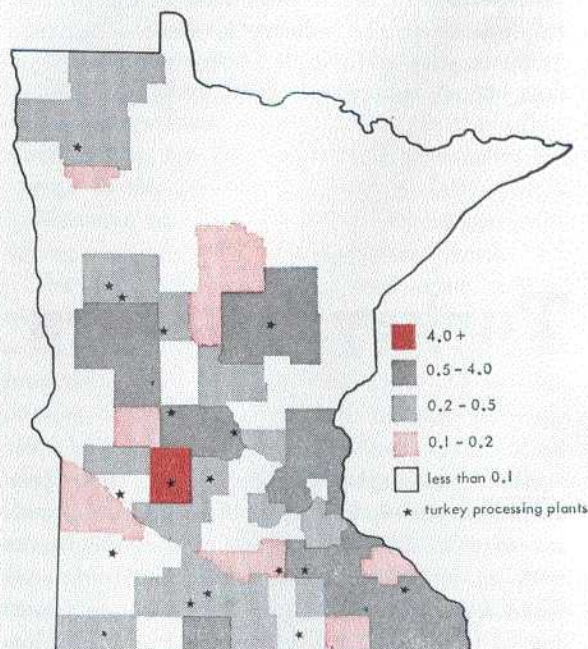 4.0 +
0.5 - 4.0
0.2 - 0.5
0.1 - 0.2
less than 0.1
turkey processing plants